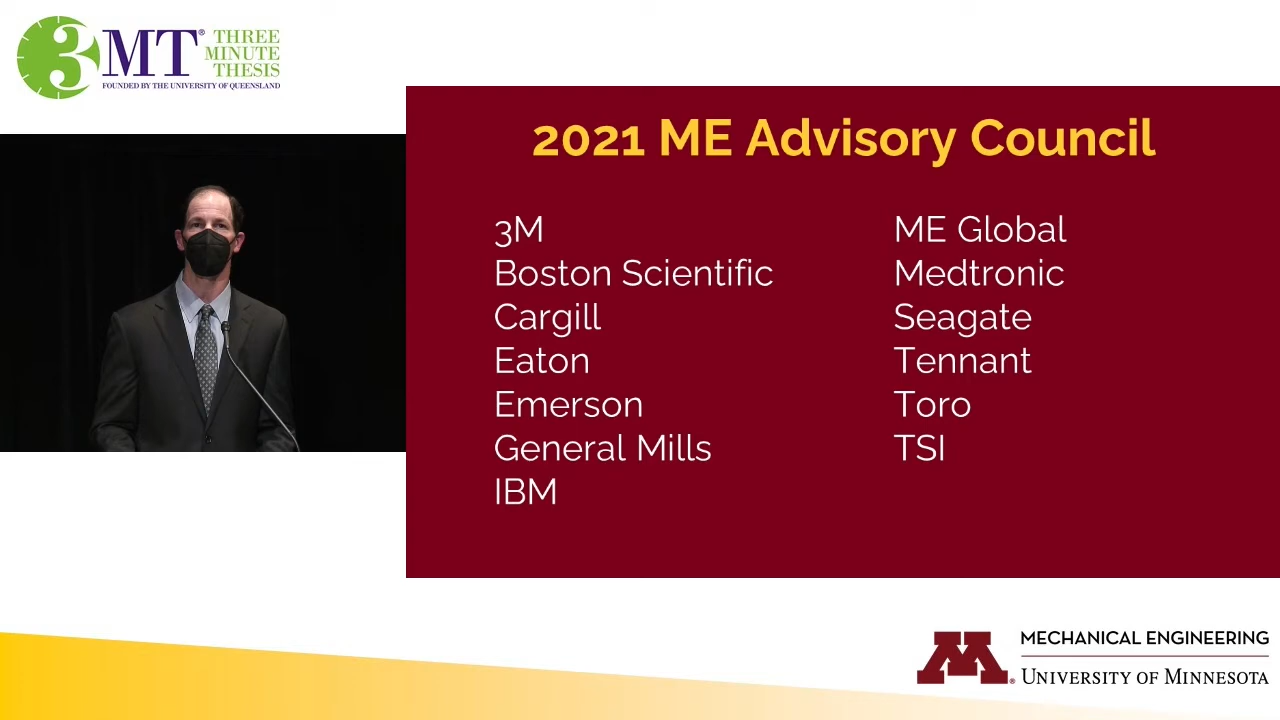 3MT® THREE
MINUTE
THESIS
FOUNDED BY THE UNIVERSITY OF QUEENSLAND
2021 ME Advisory Council
3M
Boston Scientific
Cargill
Eaton
Emerson
General Mills
IBM
ME Global
Medtronic
Seagate
Tennant
Toro
TSI
M®
MECHANICAL ENGINEERING
UNIVERSITY OF MINNESOTA